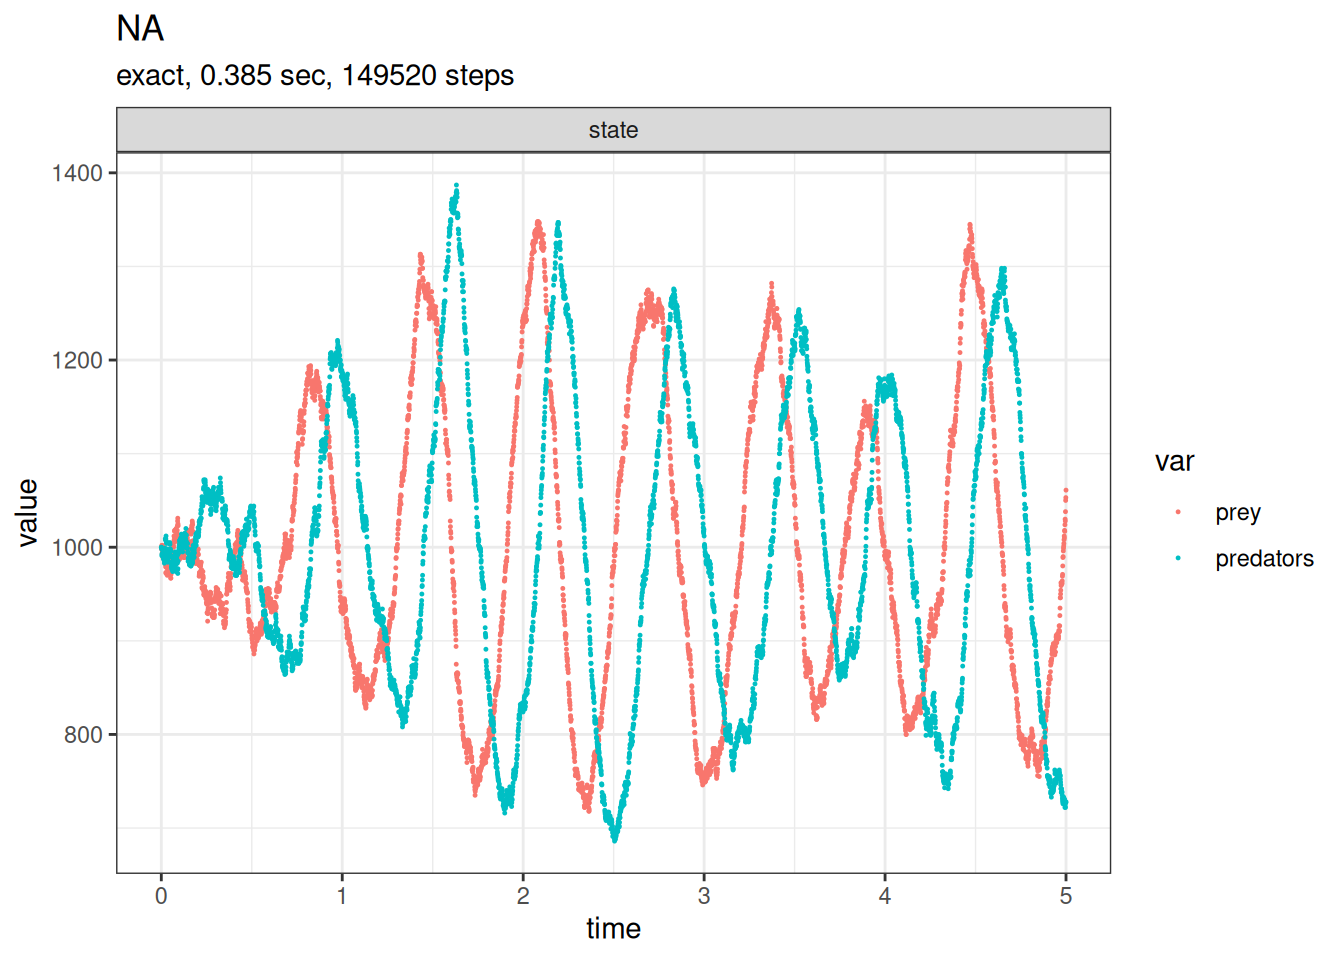 NA
exact, 0.385 sec, 149520 steps
state
1400
1200
1000
800
value
0 1 2 3 4 5
time
var
prey
predators